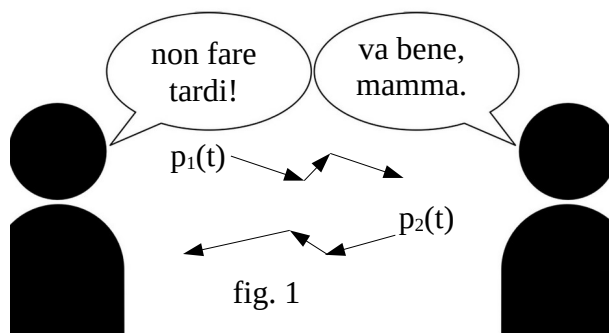 non fare
tardi!
va bene,
mamma.
p₁(t)
p₂(t)
fig. 1